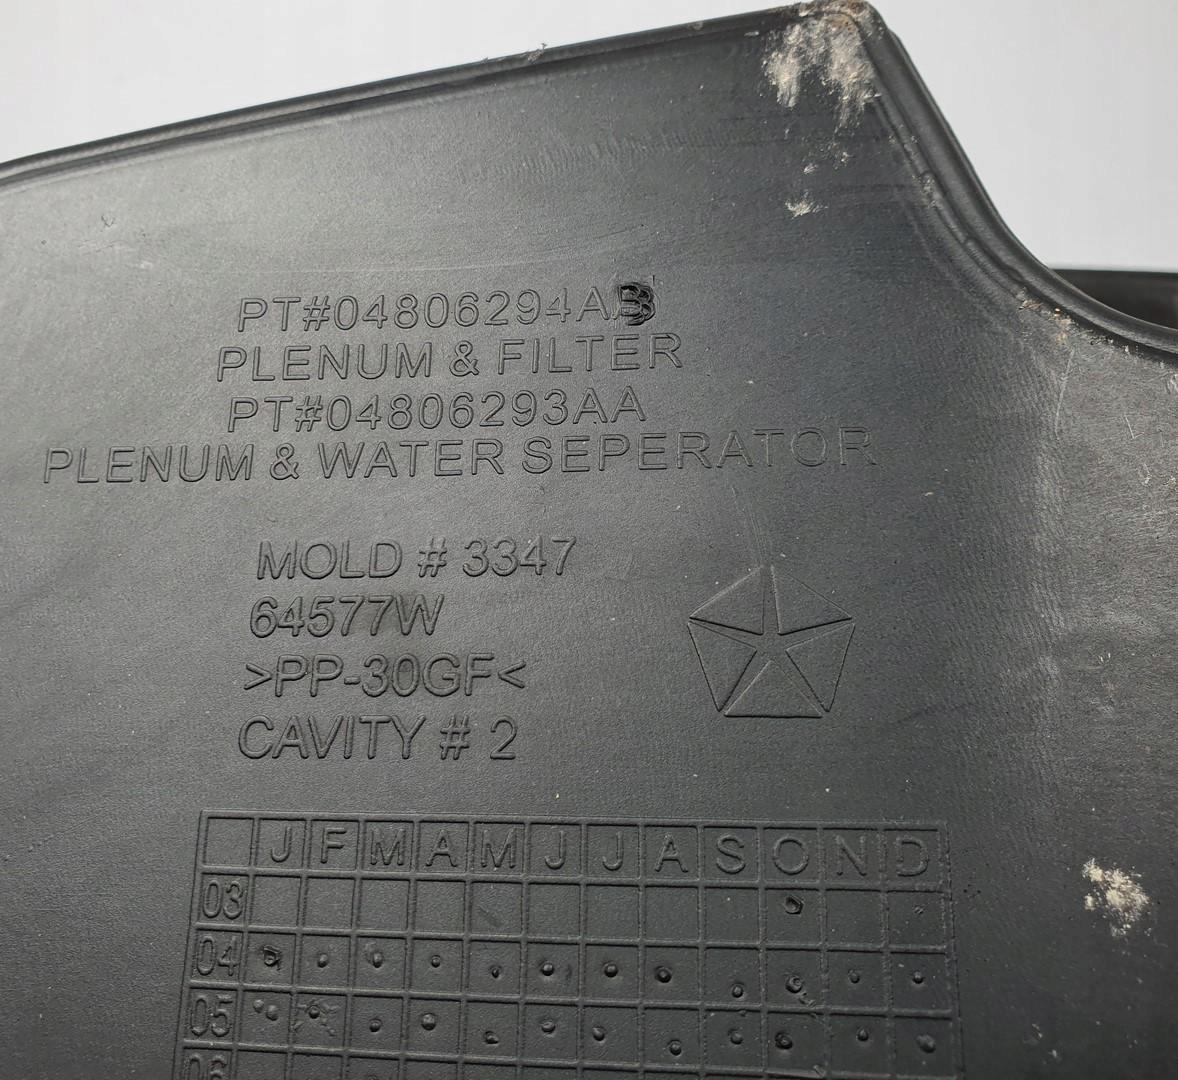 PT#04806294AB
PLENUM & FILTER
PT#04806293AA
PLENUM & WATER SEPERATOR
MOLD # 3347
64577W
>PP-30GF<
CAVITY # 2
J F M A M J J A S O N D
03
04
05